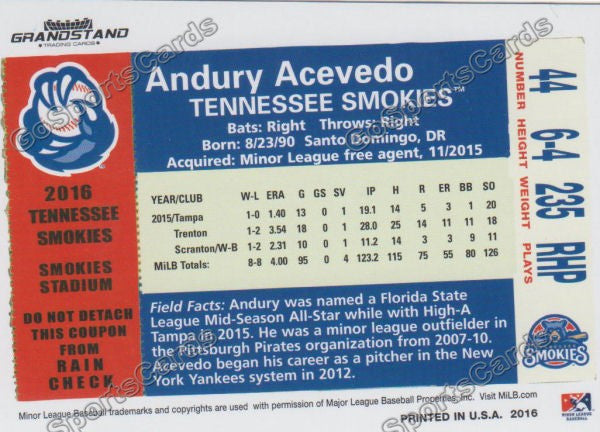 GRANDSTAND
TRADING CARDS
Andury Acevedo
TENNESSEE SMOKIES™
Bats: Right Throws: Right
Born: 8/23/90 Santo Domingo, DR
Acquired: Minor League free agent, 11/2015
2016
TENNESSEE
SMOKIES
SMOKIES
STADIUM
DO NOT DETACH
THIS COUPON
FROM
RAIN
CHECK
YEAR/CLUB W-L ERA G GS SV IP H R ER BB SO
2015/Tampa 1-0 1.40 13 0 1 19.1 14 5 3 1 20
Trenton 1-2 3.54 18 0 1 28.0 25 14 11 11 18
Scranton/W-B 1-2 2.31 10 0 1 11.2 14 3 3 9 11
MiLB Totals: 8-8 4.00 95 0 4 123.2 115 75 55 80 126
Field Facts: Andury was named a Florida State
League Mid-Season All-Star while with High-A
Tampa in 2015. He was a minor league outfielder in
the Pittsburgh Pirates organization from 2007-10.
Acevedo began his career as a pitcher in the New
York Yankees system in 2012.
NUMBER HEIGHT WEIGHT PLAYS
44 6-4 235 RHP
SMOKIES
MINOR LEAGUE
BASEBALL
Minor League Baseball trademarks and copyrights are used with permission of Major League Baseball Properties, Inc. Visit MiLB.com
PRINTED IN U.S.A. 2016
GoSportsCards